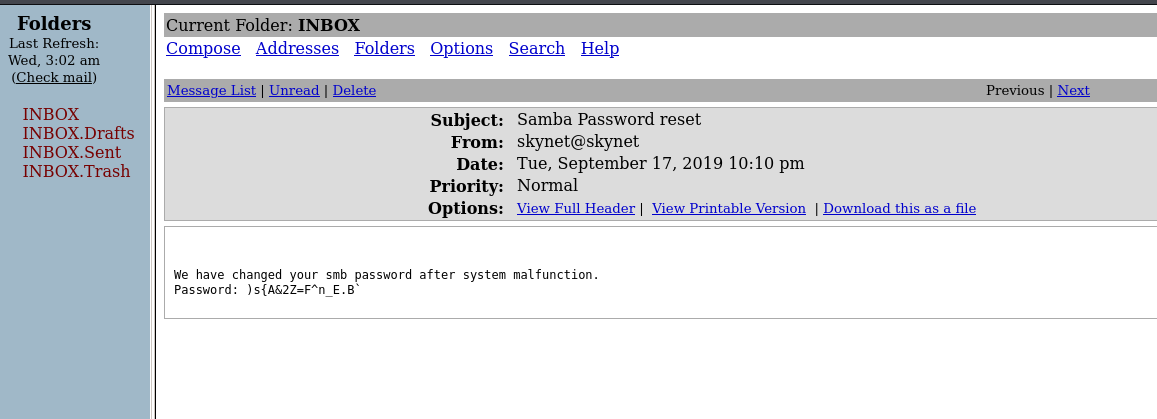 Folders
Last Refresh:
Wed, 3:02 am
(Check mail)
INBOX
INBOX.Drafts
INBOX.Sent
INBOX.Trash
Current Folder: INBOX
Compose Addresses Folders Options Search Help
Message List | Unread | Delete Previous | Next
Subject: Samba Password reset
From: skynet@skynet
Date: Tue, September 17, 2019 10:10 pm
Priority: Normal
Options: View Full Header | View Printable Version | Download this as a file
We have changed your smb password after system malfunction.
Password: )s{A&2Z=F^n_E.B`